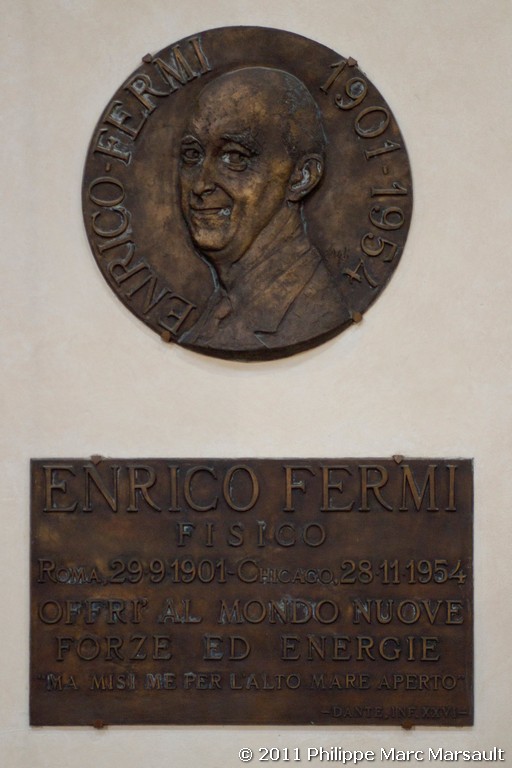 ENRICO·FERMI 1901-1954
ENRICO FERMI
FISICO
ROMA, 29·9·1901-CHICAGO, 28·11·1954
OFFRI' AL MONDO NUOVE
FORZE ED ENERGIE
"MA MISI ME PER L'ALTO MARE APERTO"
-DANTE, INF. XXVI-
© 2011 Philippe Marc Marsault